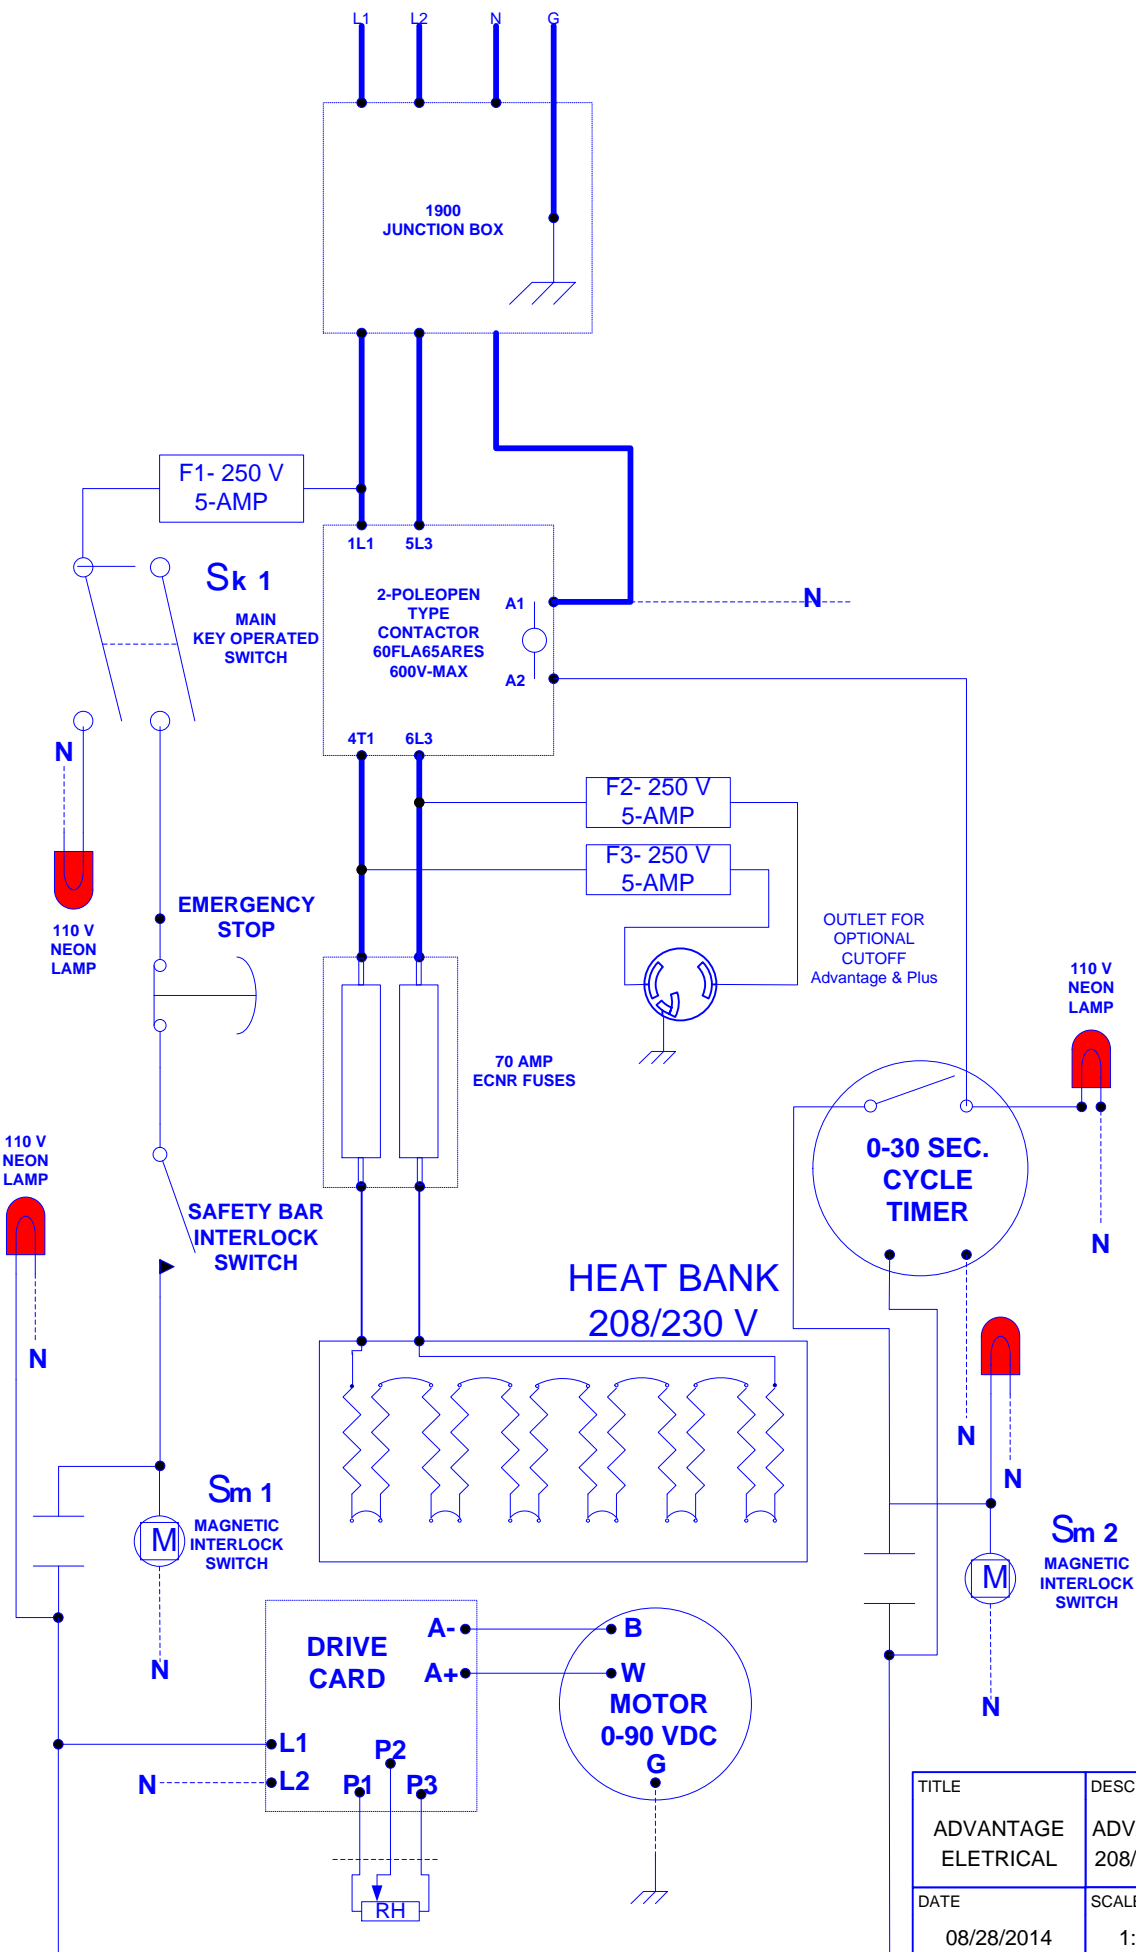 L1 L2 N G
1900
JUNCTION BOX
F1- 250 V
5-AMP
1L1 5L3
Sk 1
MAIN
KEY OPERATED
SWITCH
2-POLEOPEN
TYPE
CONTACTOR
60FLA65ARES
600V-MAX
A1
A2
N
4T1 6L3
N
110 V
NEON
LAMP
F2- 250 V
5-AMP
F3- 250 V
5-AMP
EMERGENCY
STOP
OUTLET FOR
OPTIONAL
CUTOFF
Advantage & Plus
110 V
NEON
LAMP
70 AMP
ECNR FUSES
110 V
NEON
LAMP
0-30 SEC.
CYCLE
TIMER
N
SAFETY BAR
INTERLOCK
SWITCH
N
HEAT BANK
208/230 V
N
N
Sm 1
MAGNETIC
INTERLOCK
SWITCH
M
N
Sm 2
MAGNETIC
INTERLOCK
SWITCH
M
N
DRIVE
CARD
A-
A+
L1
L2
N
P1 P2 P3
RH
B
W
MOTOR
0-90 VDC
G
TITLE
ADVANTAGE
ELETRICAL
DESC
ADV
208/
DATE
08/28/2014
SCALE
1: